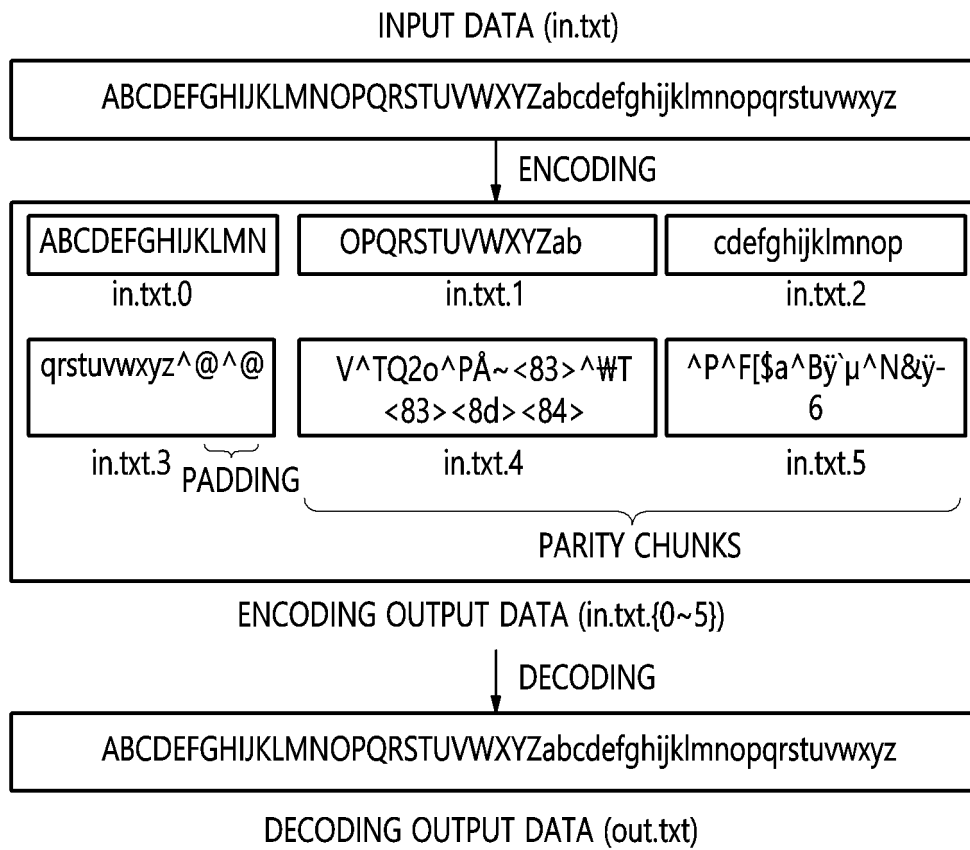 INPUT DATA (in.txt)
ABCDEFGHIJKLMNOPQRSTUVWXYZabcdefghijklmnopqrstuvwxyz
ENCODING
ABCDEFGHIJKLMN
OPQRSTUVWXYZab
cdefghijklmnop
in.txt.0
in.txt.1
in.txt.2
qrstuvwxyz^@^@
V^TQ2o^PÅ~<83>^₩T
<83><8d><84>
^P^F[$a^Bÿ`µ^N&ÿ-
6
in.txt.3
in.txt.4
in.txt.5
PADDING
PARITY CHUNKS
ENCODING OUTPUT DATA (in.txt.{0~5})
DECODING
ABCDEFGHIJKLMNOPQRSTUVWXYZabcdefghijklmnopqrstuvwxyz
DECODING OUTPUT DATA (out.txt)